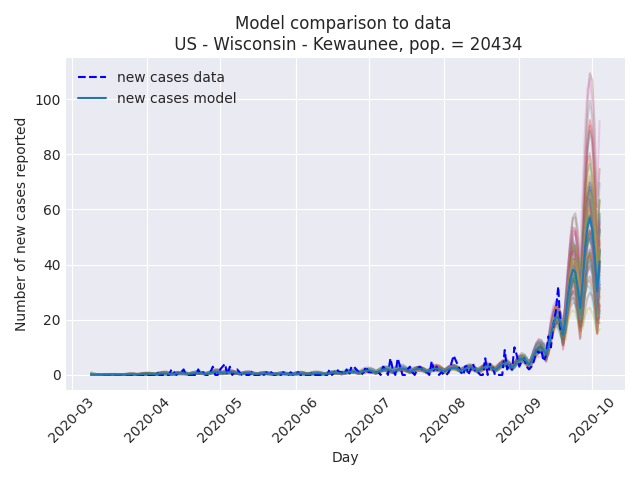 Model comparison to data
US - Wisconsin - Kewaunee, pop. = 20434
new cases data
new cases model
Number of new cases reported
100
80
60
40
20
0
2020-03
2020-04
2020-05
2020-06
2020-07
2020-08
2020-09
2020-10
Day